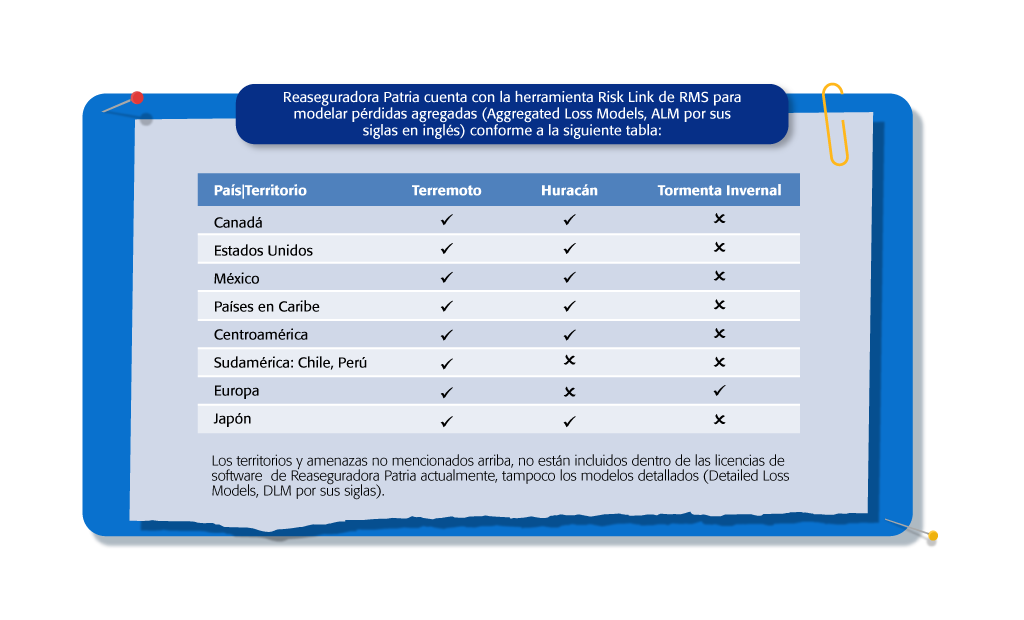 Reaseguradora Patria cuenta con la herramienta Risk Link de RMS para
modelar pérdidas agregadas (Aggregated Loss Models, ALM por sus
siglas en inglés) conforme a la siguiente tabla:
País|Territorio Terremoto Huracán Tormenta Invernal
Canadá ✓ ✓ ✗
Estados Unidos ✓ ✓ ✗
México ✓ ✓ ✗
Países en Caribe ✓ ✓ ✗
Centroamérica ✓ ✓ ✗
Sudamérica: Chile, Perú ✓ ✗ ✗
Europa ✓ ✗ ✓
Japón ✓ ✓ ✗
Los territorios y amenazas no mencionados arriba, no están incluidos dentro de las licencias de
software de Reaseguradora Patria actualmente, tampoco los modelos detallados (Detailed Loss
Models, DLM por sus siglas).